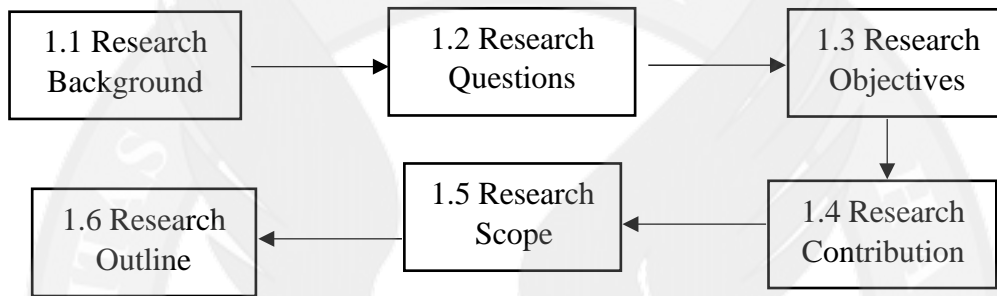 1.1 Research
Background
1.2 Research
Questions
1.3 Research
Objectives
1.4 Research
Contribution
1.5 Research
Scope
1.6 Research
Outline